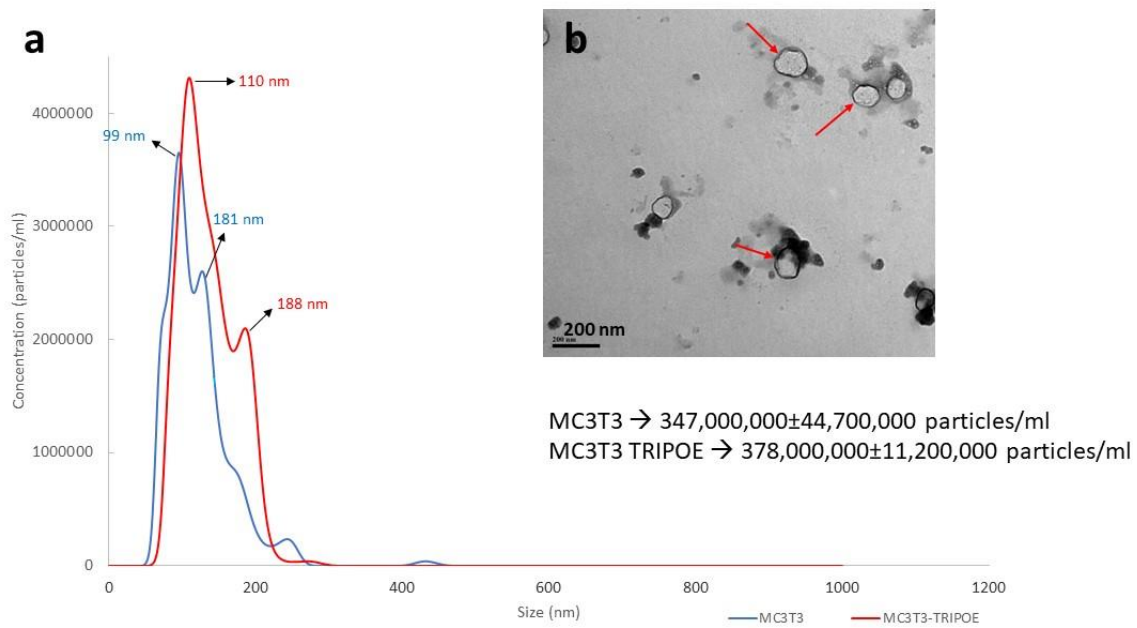 a
b
110 nm
99 nm
181 nm
188 nm
Concentration (particles/ml)
4000000
3000000
2000000
1000000
0
0
200
400
600
800
1000
1200
Size (nm)
MC3T3
MC3T3-TRIPOE
200 nm
200 nm
MC3T3 → 347,000,000±44,700,000 particles/ml
MC3T3 TRIPOE → 378,000,000±11,200,000 particles/ml